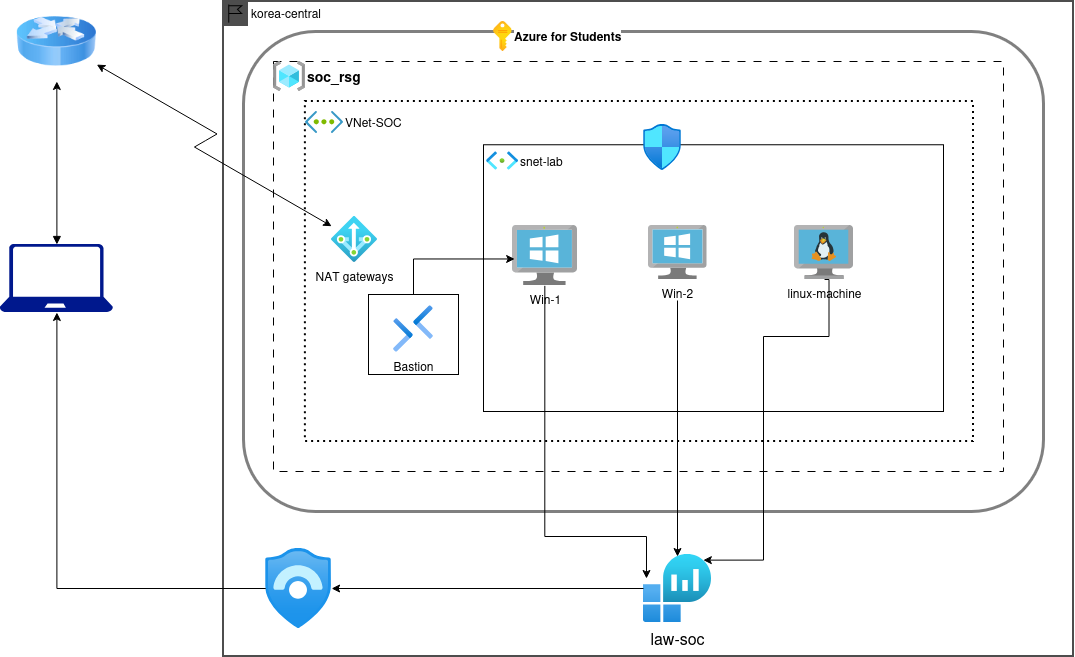 korea-central
Azure for Students
soc_rsg
VNet-SOC
snet-lab
NAT gateways
Bastion
Win-1
Win-2
linux-machine
law-soc